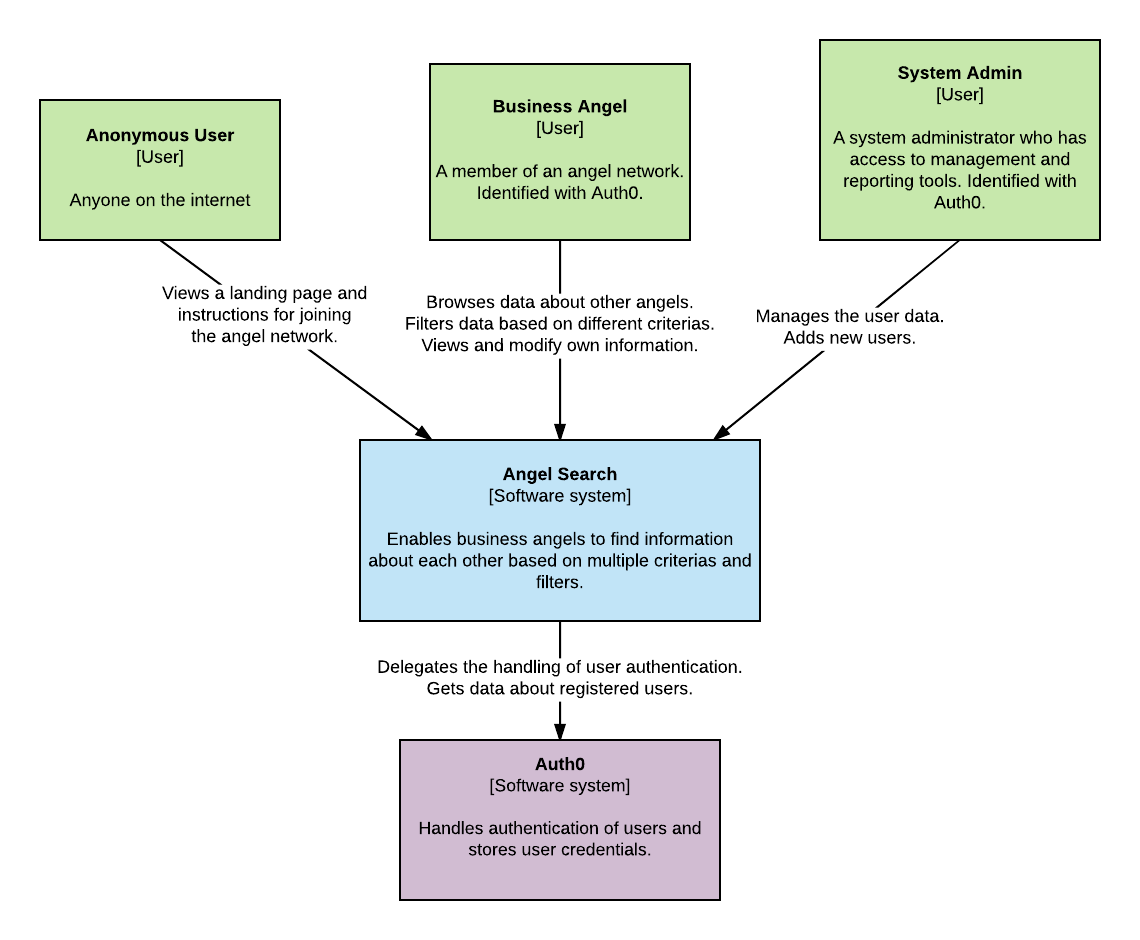 Anonymous User
[User]
Anyone on the internet
Business Angel
[User]
A member of an angel network.
Identified with Auth0.
System Admin
[User]
A system administrator who has
access to management and
reporting tools. Identified with
Auth0.
Views a landing page and
instructions for joining
the angel network.
Browses data about other angels.
Filters data based on different criterias.
Views and modify own information.
Manages the user data.
Adds new users.
Angel Search
[Software system]
Enables business angels to find information
about each other based on multiple criterias and
filters.
Delegates the handling of user authentication.
Gets data about registered users.
Auth0
[Software system]
Handles authentication of users and
stores user credentials.